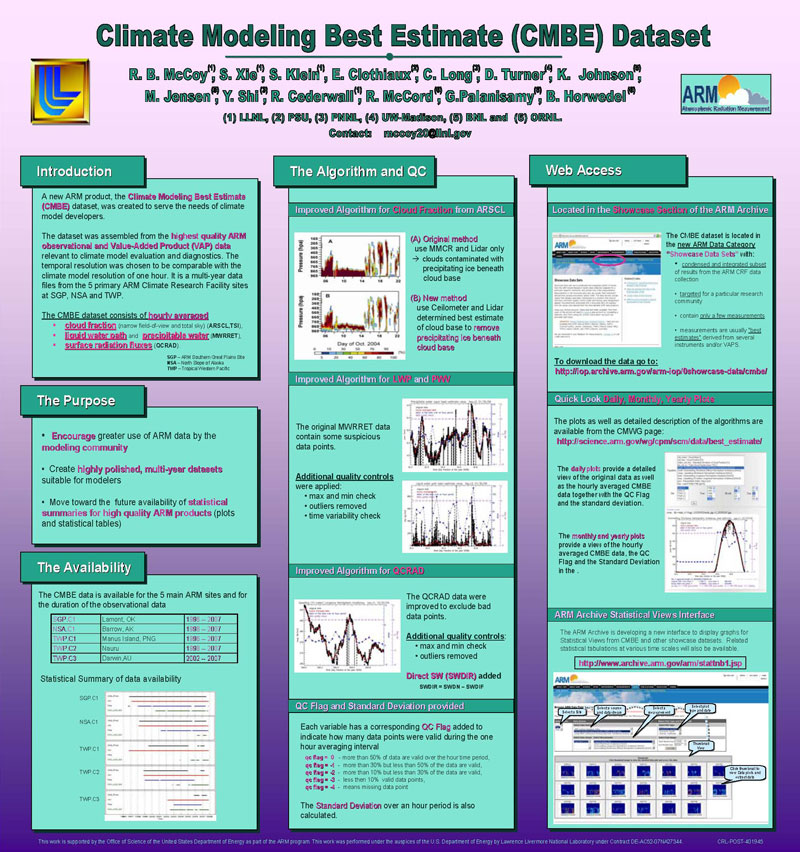 Climate Modeling Best Estimate (CMBE) Dataset
R. B. McCoy(1), S. Xie(1), S. Klein(1), E. Clothiaux(2), C. Long(3), D. Turner(4), K. Johnson(5),
M. Jensen(5), Y. Shi(3), R. Cederwall(1), R. McCord(6), G.Palanisamy(6), B. Horwedel(6)
(1) LLNL, (2) PSU, (3) PNNL, (4) UW-Madison, (5) BNL and (6) ORNL.
Contact: mccoy20@llnl.gov
ARM
Atmospheric Radiation Measurement
Introduction
A new ARM product, the Climate Modeling Best Estimate
(CMBE) dataset, was created to serve the needs of climate
model developers.
The dataset was assembled from the highest quality ARM
observational and Value-Added Product (VAP) data
relevant to climate model evaluation and diagnostics. The
temporal resolution was chosen to be comparable with the
climate model resolution of one hour. It is a multi-year data
files from the 5 primary ARM Climate Research Facility sites
at SGP, NSA and TWP.
The CMBE dataset consists of hourly averaged
• cloud fraction (narrow field-of-view and total sky) (ARSCL,TSI),
• liquid water path and precipitable water (MWRRET),
• surface radiation fluxes (QCRAD).
SGP – ARM Southern Great Plains Site
NSA – North Slope of Alaska
TWP – Tropical Western Pacific
The Purpose
• Encourage greater use of ARM data by the
modeling community
• Create highly polished, multi-year datasets
suitable for modelers
• Move toward the future availability of statistical
summaries for high quality ARM products (plots
and statistical tables)
The Availability
The CMBE data is available for the 5 main ARM sites and for
the duration of the observational data
SGP.C1 Lamont, OK 1996 – 2007
NSA.C1 Barrow, AK 1998 – 2007
TWP.C1 Manus Island, PNG 1996 – 2007
TWP.C2 Nauru 1998 – 2007
TWP.C3 Darwin,AU 2002 – 2007
Statistical Summary of data availability
SGP.C1
NSA.C1
TWP.C1
TWP.C2
TWP.C3
The Algorithm and QC
Improved Algorithm for Cloud Fraction from ARSCL
A
B
Pressure (hpa)
Pressure (hpa)
Day of Oct. 2004
(A) Original method
use MMCR and Lidar only
→ clouds contaminated with
precipitating ice beneath
cloud base
(B) New method
use Ceilometer and Lidar
determined best estimate
of cloud base to remove
precipitating ice beneath
cloud base
Improved Algorithm for LWP and PWV
The original MWRRET data
contain some suspicious
data points.
Additional quality controls
were applied:
• max and min check
• outliers removed
• time variability check
Improved Algorithm for QCRAD
The QCRAD data were
improved to exclude bad
data points.
Additional quality controls:
• max and min check
• outliers removed
Direct SW (SWDIR) added
SWDIR = SWDN – SWDIF
QC Flag and Standard Deviation provided
Each variable has a corresponding QC Flag added to
indicate how many data points were valid during the one
hour averaging interval
qc flag = 0 - more than 50% of data are valid over the hour time period,
qc flag = -1 - more than 30% but less than 50% of the data are valid,
qc flag = -2 - more than 10% but less than 30% of the data are valid,
qc flag = -3 - less then 10% valid data points,
qc flag = -4 - means missing data point
The Standard Deviation over an hour period is also
calculated.
Web Access
Located in the Showcase Section of the ARM Archive
The CMBE dataset is located in
the new ARM Data Category
“Showcase Data Sets” with:
• condensed and integrated subset
of results from the ARM CRF data
collection
• targeted for a particular research
community
• contain only a few measurements
• measurements are usually "best
estimates" derived from several
instruments and/or VAPS.
To download the data go to:
http://iop.archive.arm.gov/arm-iop/0showcase-data/cmbe/
Quick Look Daily, Montly, Yearly Plots
The plots as well as detailed description of the algorithms are
available from the CMWG page:
http://science.arm.gov/wg/cpm/scm/data/best_estimate/
The daily plots provide a detailed
view of the original data as well
as the hourly averaged CMBE
data together with the QC Flag
and the standard deviation.
The monthly and yearly plots
provide a view of the hourly
averaged CMBE data, the QC
Flag and the Standard Deviation
in the .
ARM Archive Statistical Views Interface
The ARM Archive is developing a new interface to display graphs for
Statistical Views from CMBE and other showcase datasets. Related
statistical tabulations at various time scales will also be available.
http://www.archive.arm.gov/arm/stattnb1.jsp
ARM
Thumbnail
View
Click thumbnail to
This work is supported by the Office of Science of the United States Department of Energy as part of the ARM program. This work was performed under the auspices of the U.S. Department of Energy by Lawrence Livermore National Laboratory under Contract DE-AC52-07NA27344. CRL-POST-401945